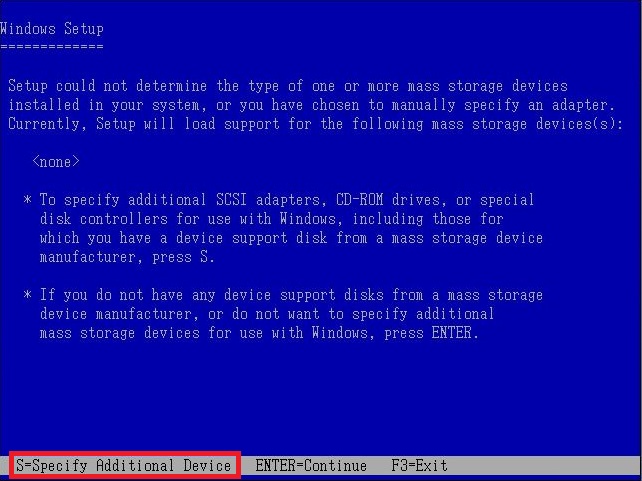 Windows Setup
=============
Setup could not determine the type of one or more mass storage devices
installed in your system, or you have chosen to manually specify an adapter.
Currently, Setup will load support for the following mass storage devices(s):
<none>
* To specify additional SCSI adapters, CD-ROM drives, or special
disk controllers for use with Windows, including those for
which you have a device support disk from a mass storage device
manufacturer, press S.
* If you do not have any device support disks from a mass storage
device manufacturer, or do not want to specify additional
mass storage devices for use with Windows, press ENTER.
S=Specify Additional Device ENTER=Continue F3=Exit